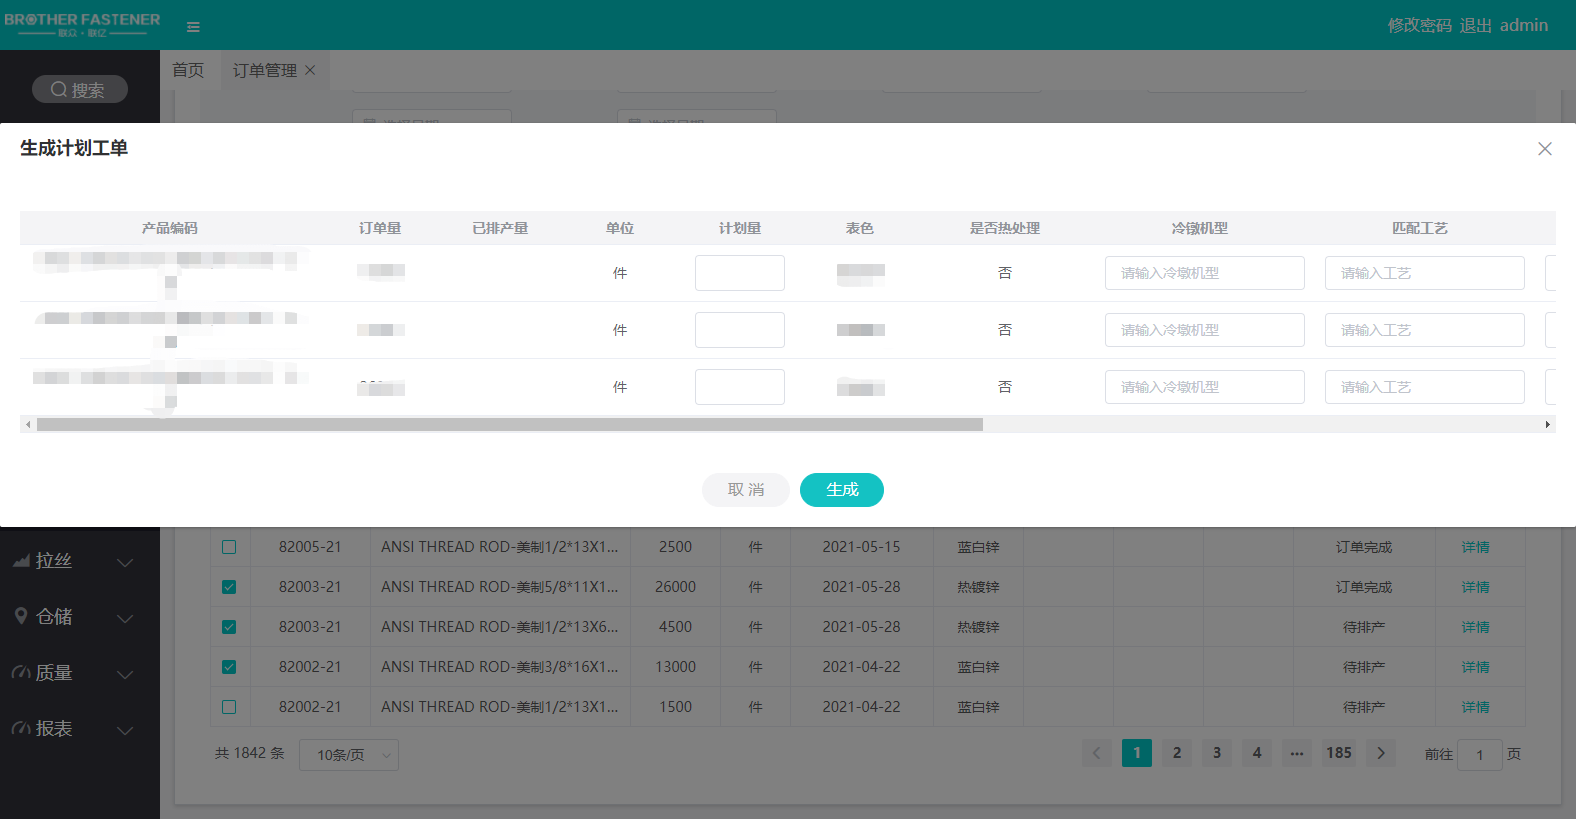 BROTHER FASTENER
联众·联亿
修改密码 退出 admin
搜索
首页 订单管理
生成计划工单
产品编码 订单量 已排产量 单位 计划量 表色 是否热处理 冷镦机型 匹配工艺
件 否 请输入冷墩机型 请输入工艺
件 否 请输入冷墩机型 请输入工艺
件 否 请输入冷墩机型 请输入工艺
取 消 生成
拉丝
仓储
质量
报表
82005-21 ANSI THREAD ROD-美制1/2*13X1... 2500 件 2021-05-15 蓝白锌 订单完成 详情
82003-21 ANSI THREAD ROD-美制5/8*11X1... 26000 件 2021-05-28 热镀锌 订单完成 详情
82003-21 ANSI THREAD ROD-美制1/2*13X6... 4500 件 2021-05-28 热镀锌 待排产 详情
82002-21 ANSI THREAD ROD-美制3/8*16X1... 13000 件 2021-04-22 蓝白锌 待排产 详情
82002-21 ANSI THREAD ROD-美制1/2*13X1... 1500 件 2021-04-22 蓝白锌 待排产 详情
共 1842 条 10条/页 1 2 3 4 ··· 185 前往 1 页